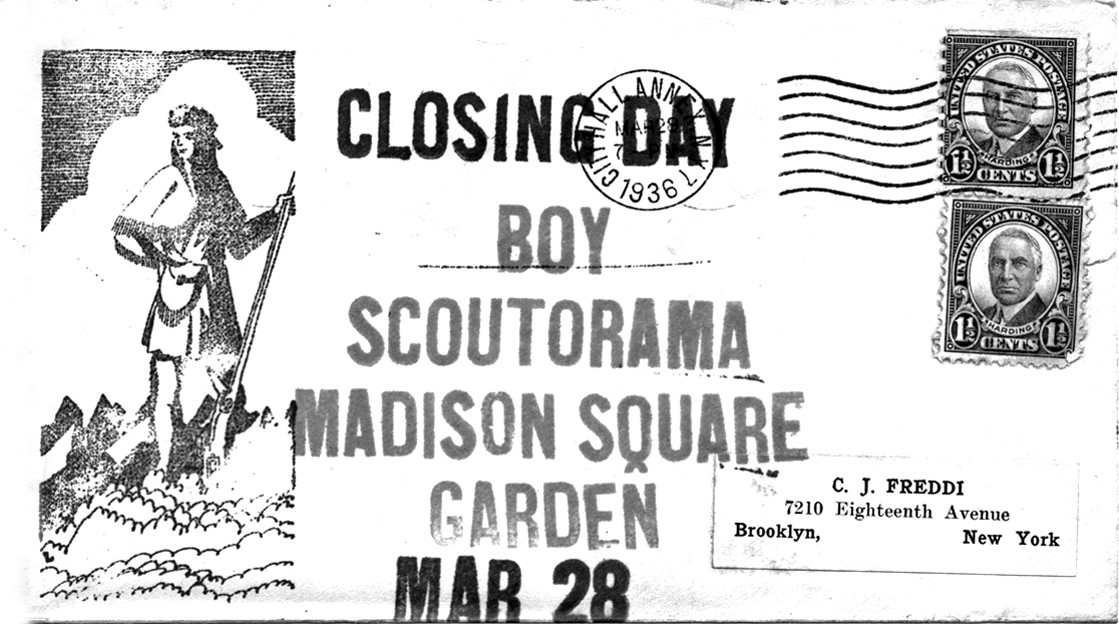 CLOSING DAY
CITY HALL ANNEX N.Y.
MAR 28
1936
BOY
SCOUTORAMA
MADISON SQUARE
GARDEN
MAR 28
UNITED STATES POSTAGE
HARDING
1½ CENTS 1½
UNITED STATES POSTAGE
HARDING
1½ CENTS 1½
C. J. FREDDI
7210 Eighteenth Avenue
Brooklyn, New York